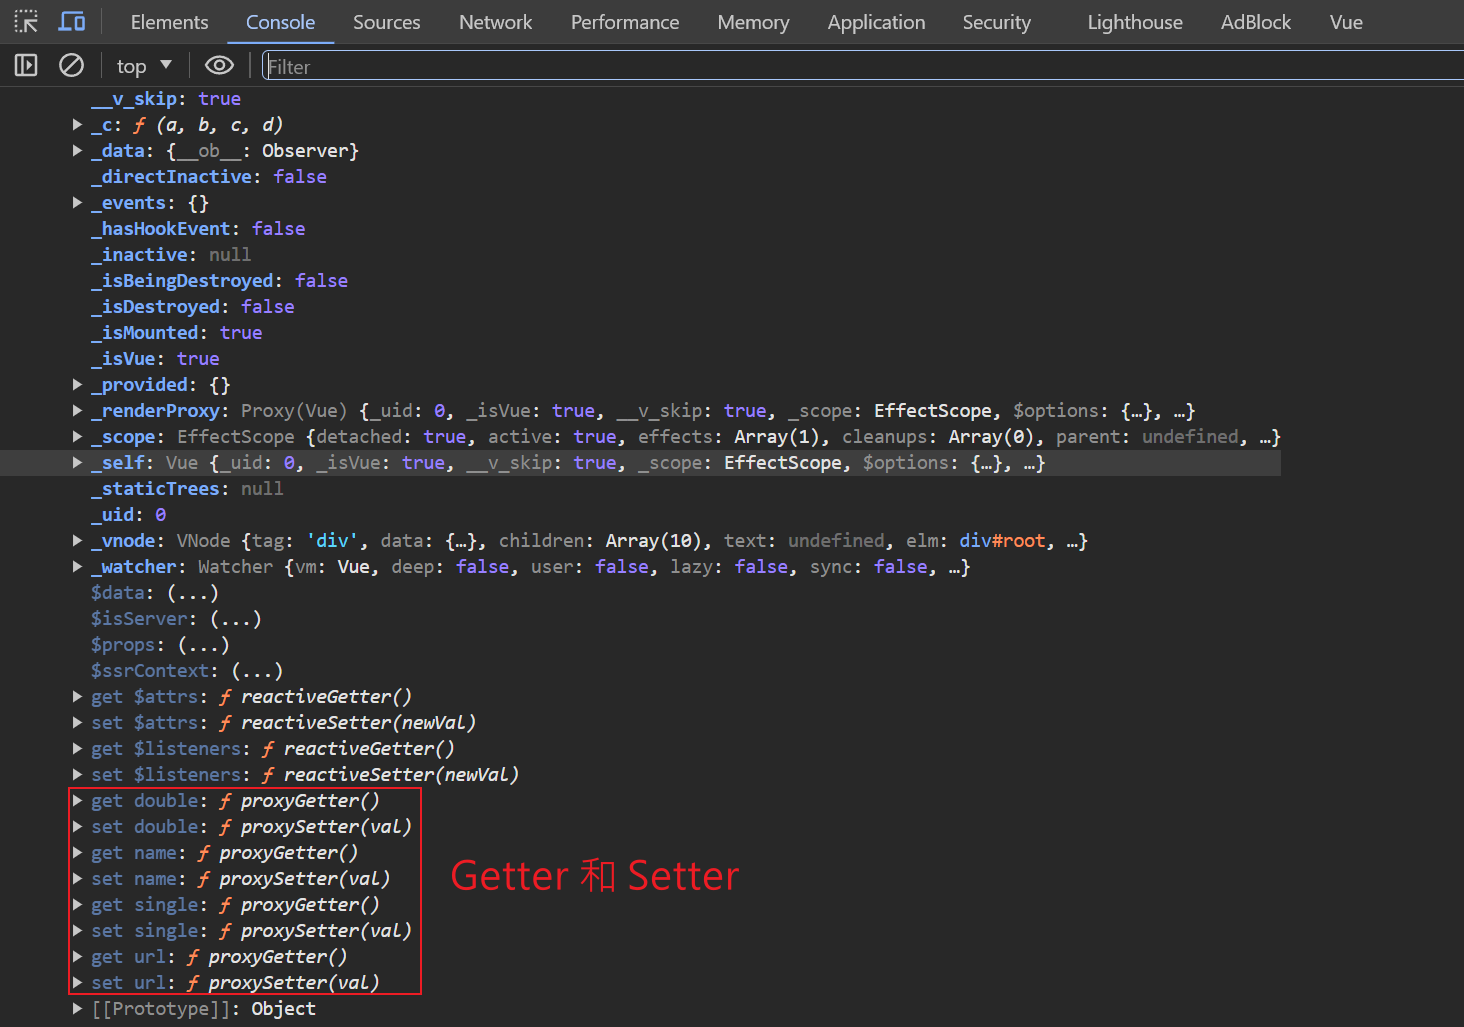 Elements Console Sources Network Performance Memory Application Security Lighthouse AdBlock Vue
top Filter
__v_skip: true
_c: ƒ (a, b, c, d)
_data: {__ob__: Observer}
_directInactive: false
_events: {}
_hasHookEvent: false
_inactive: null
_isBeingDestroyed: false
_isDestroyed: false
_isMounted: true
_isVue: true
_provided: {}
_renderProxy: Proxy(Vue) {_uid: 0, _isVue: true, __v_skip: true, _scope: EffectScope, $options: {…}, …}
_scope: EffectScope {detached: true, active: true, effects: Array(1), cleanups: Array(0), parent: undefined, …}
_self: Vue {_uid: 0, _isVue: true, __v_skip: true, _scope: EffectScope, $options: {…}, …}
_staticTrees: null
_uid: 0
_vnode: VNode {tag: 'div', data: {…}, children: Array(10), text: undefined, elm: div#root, …}
_watcher: Watcher {vm: Vue, deep: false, user: false, lazy: false, sync: false, …}
$data: (...)
$isServer: (...)
$props: (...)
$ssrContext: (...)
get $attrs: ƒ reactiveGetter()
set $attrs: ƒ reactiveSetter(newVal)
get $listeners: ƒ reactiveGetter()
set $listeners: ƒ reactiveSetter(newVal)
get double: ƒ proxyGetter()
set double: ƒ proxySetter(val)
get name: ƒ proxyGetter()
set name: ƒ proxySetter(val)
Getter 和 Setter
get single: ƒ proxyGetter()
set single: ƒ proxySetter(val)
get url: ƒ proxyGetter()
set url: ƒ proxySetter(val)
[[Prototype]]: Object